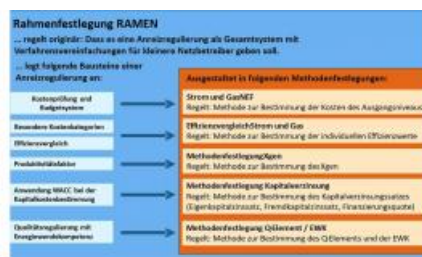 Rahmenfestlegung RAMEN
... regelt originär: Dass es eine Anreizregulierung als Gesamtsystem mit
Verfahrensvereinfachungen für kleinere Netzbetreiber geben soll.
... legt folgende Bausteine einer
Anreizregulierung an:
Ausgestaltet in folgenden Methodenfestlegungen:
Kostenprüfung und
Budgetsystem
Strom und GasNEF
Regelt: Methode zur Bestimmung der Kosten des Ausgangsniveaus
Besondere Kostenkategorien
Effizienzvergleich
EffizienzvergleichStrom und Gas
Regelt: Methode zur Bestimmung der individuellen Effizienzwerte
Produktivitätsfaktor
MethodenfestlegungXgen
Regelt: Methode zur Bestimmung desXgen
Anwendung WACC bei der
Kapitalkostenbestimmung
Methodenfestlegung Kapitalverzinsung
Regelt: Methode zur Bestimmung des Kapitalverzinsungssatzes
(Eigenkapitalzinssatz, Fremdkapitalzinssatz, Finanzierungsquote)
Qualitätsregulierung mit
Energiewendekompetenz
Methodenfestlegung QElement / EWK
Regelt: Methode zur Bestimmung des QElements und der EWK